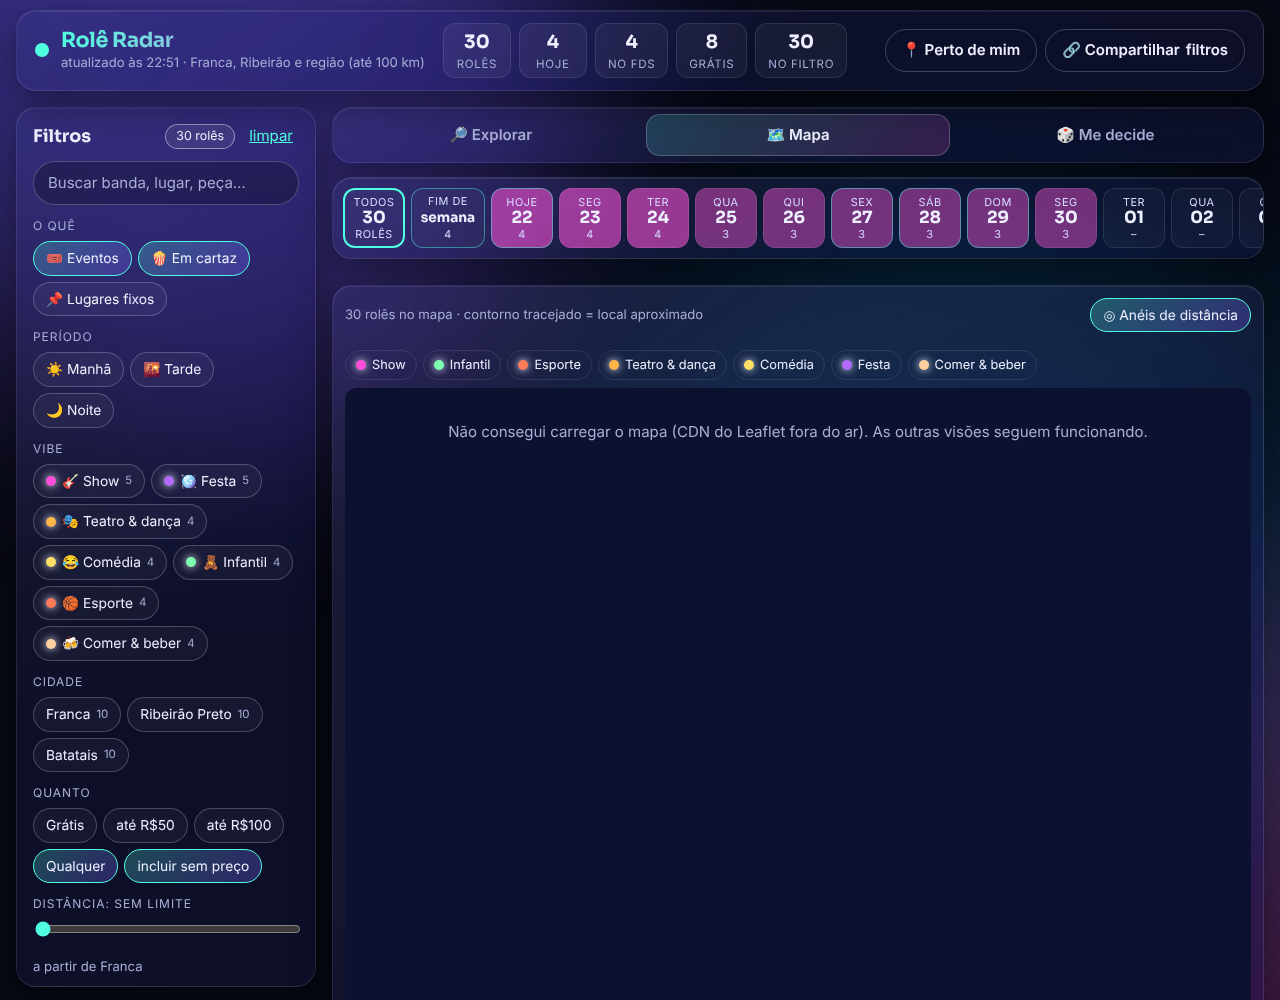 Rolê Radar
atualizado às 22:51 · Franca, Ribeirão e região (até 100 km)
30
ROLÊS
4
HOJE
4
NO FDS
8
GRÁTIS
30
NO FILTRO
📍 Perto de mim
🔗 Compartilhar filtros
Filtros
30 rolês
limpar
Buscar banda, lugar, peça...
O QUÊ
🎟️ Eventos
🍿 Em cartaz
📌 Lugares fixos
PERÍODO
☀️ Manhã
🌇 Tarde
🌙 Noite
VIBE
🎸 Show 5
🪩 Festa 5
🎭 Teatro & dança 4
😂 Comédia 4
🧸 Infantil 4
🏀 Esporte 4
🍻 Comer & beber 4
CIDADE
Franca 10
Ribeirão Preto 10
Batatais 10
QUANTO
Grátis
até R$50
até R$100
Qualquer
incluir sem preço
DISTÂNCIA: SEM LIMITE
a partir de Franca
🔎 Explorar
🗺️ Mapa
🎲 Me decide
TODOS
30
ROLÊS
FIM DE
semana
4
HOJE
22
4
SEG
23
4
TER
24
4
QUA
25
3
QUI
26
3
SEX
27
3
SÁB
28
3
DOM
29
3
SEG
30
3
TER
01
–
QUA
02
–
30 rolês no mapa · contorno tracejado = local aproximado
◎ Anéis de distância
Show
Infantil
Esporte
Teatro & dança
Comédia
Festa
Comer & beber
Não consegui carregar o mapa (CDN do Leaflet fora do ar). As outras visões seguem funcionando.